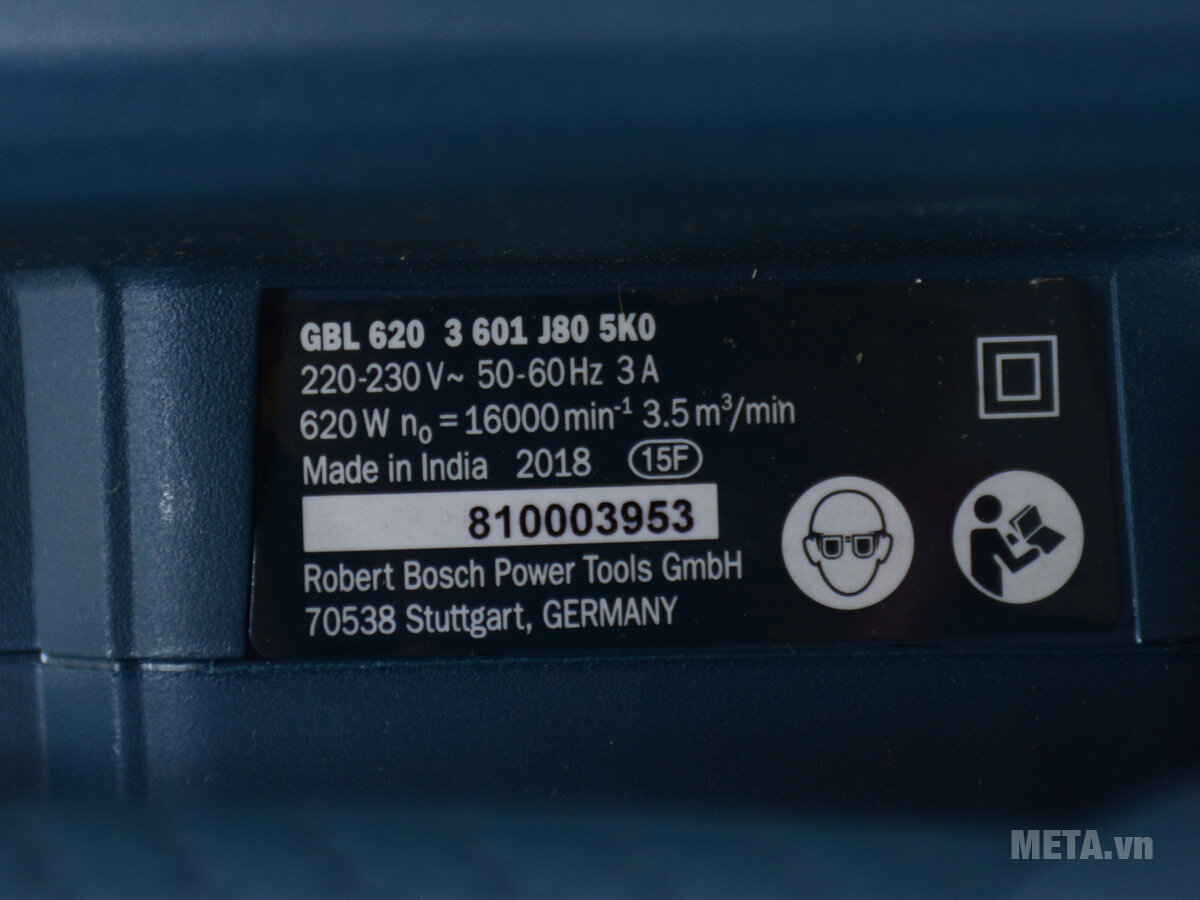 GBL 620 3 601 J80 5K0
220-230 V~ 50-60 Hz 3 A
620 W n₀ = 16000 min⁻¹ 3.5 m³/min
Made in India 2018 15F
810003953
Robert Bosch Power Tools GmbH
70538 Stuttgart, GERMANY
META.vn